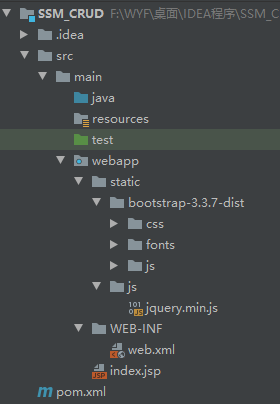 SSM_CRUD F:\WYF\桌面\IDEA程序\SSM_C
.idea
src
main
java
resources
test
webapp
static
bootstrap-3.3.7-dist
css
fonts
js
js
jquery.min.js
WEB-INF
web.xml
index.jsp
pom.xml